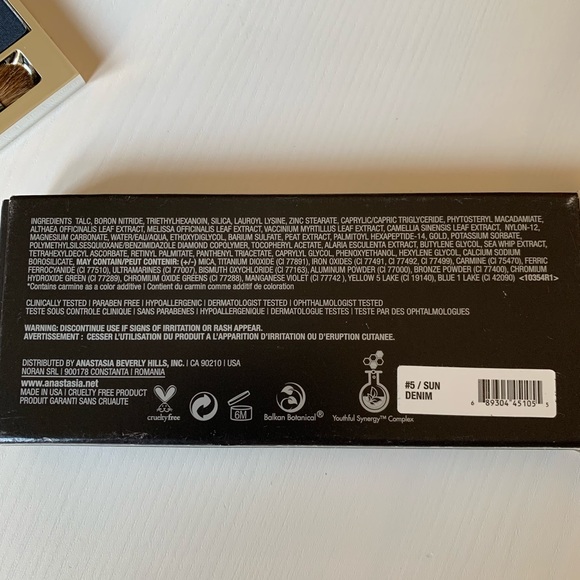 INGREDIENTS TALC, BORON NITRIDE, TRIETHYLHEXANOIN, SILICA, LAUROYL LYSINE, ZINC STEARATE, CAPRYLIC/CAPRIC TRIGLYCERIDE, PHYTOSTERYL MACADAMIATE,
ALTHAEA OFFICINALIS LEAF EXTRACT, MELISSA OFFICINALIS LEAF EXTRACT, VACCINIUM MYRTILLUS LEAF EXTRACT, CAMELLIA SINENSIS LEAF EXTRACT, NYLON-12,
MAGNESIUM CARBONATE, WATER/EAU/AQUA, ETHOXYDIGLYCOL, BARIUM SULFATE, PEAT EXTRACT, PALMITOYL HEXAPEPTIDE-14, GOLD, POTASSIUM SORBATE,
POLYMETHYLSILSESQUIOXANE/BENZIMIDAZOLE DIAMOND COPOLYMER, TOCOPHERYL ACETATE, ALARIA ESCULENTA EXTRACT, BUTYLENE GLYCOL, SEA WHIP EXTRACT,
TETRAHEXYLDECYL ASCORBATE, RETINYL PALMITATE, PANTHENYL TRIACETATE, CAPRYLYL GLYCOL, PHENOXYETHANOL, HEXYLENE GLYCOL, CALCIUM SODIUM
BOROSILICATE, MAY CONTAIN/PEUT CONTENIR: (+/-) MICA, TITANIUM DIOXIDE (CI 77891), IRON OXIDES (CI 77491, CI 77492, CI 77499), CARMINE (CI 75470), FERRIC
FERROCYANIDE (CI 77510), ULTRAMARINES (CI 77007), BISMUTH OXYCHLORIDE (CI 77163), ALUMINUM POWDER (CI 77000), BRONZE POWDER (CI 77400), CHROMIUM
HYDROXIDE GREEN (CI 77289), CHROMIUM OXIDE GREENS (CI 77288), MANGANESE VIOLET (CI 77742 ), YELLOW 5 LAKE (CI 19140), BLUE 1 LAKE (CI 42090) <10354R1>
*Contains carmine as a color additive | Contient du carmin comme additif de coloration
CLINICALLY TESTED | PARABEN FREE | HYPOALLERGENIC | DERMATOLOGIST TESTED | OPHTHALMOLOGIST TESTED
TESTE SOUS CONTROLE CLINIQUE | SANS PARABENES | HYPOALLERGENIQUE | DERMATOLOGUE TESTES | TESTE PAR DES OPHTALMOLOGUES
WARNING: DISCONTINUE USE IF SIGNS OF IRRITATION OR RASH APPEAR.
AVERTISSEMENT : CESSER L'UTILISATION DU PRODUIT A L'APPARITION D'IRRITATION OU D'ERUPTION CUTANEE.
DISTRIBUTED BY ANASTASIA BEVERLY HILLS, INC. | CA 90210 | USA
NORAN SRL | 900178 CONSTANTA / ROMANIA
www.anastasia.net
MADE IN USA | CRUELTY FREE PRODUCT
PRODUIT GARANTI SANS CRUAUTE
crueltyfree
6M
Balkan Botanical®
Youthful Synergy™ Complex
#5 / SUN
DENIM
6 89304 45105 5